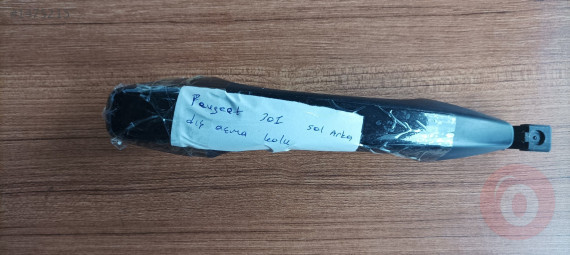 Peugeot 301 sol Arka
dış açma kolu